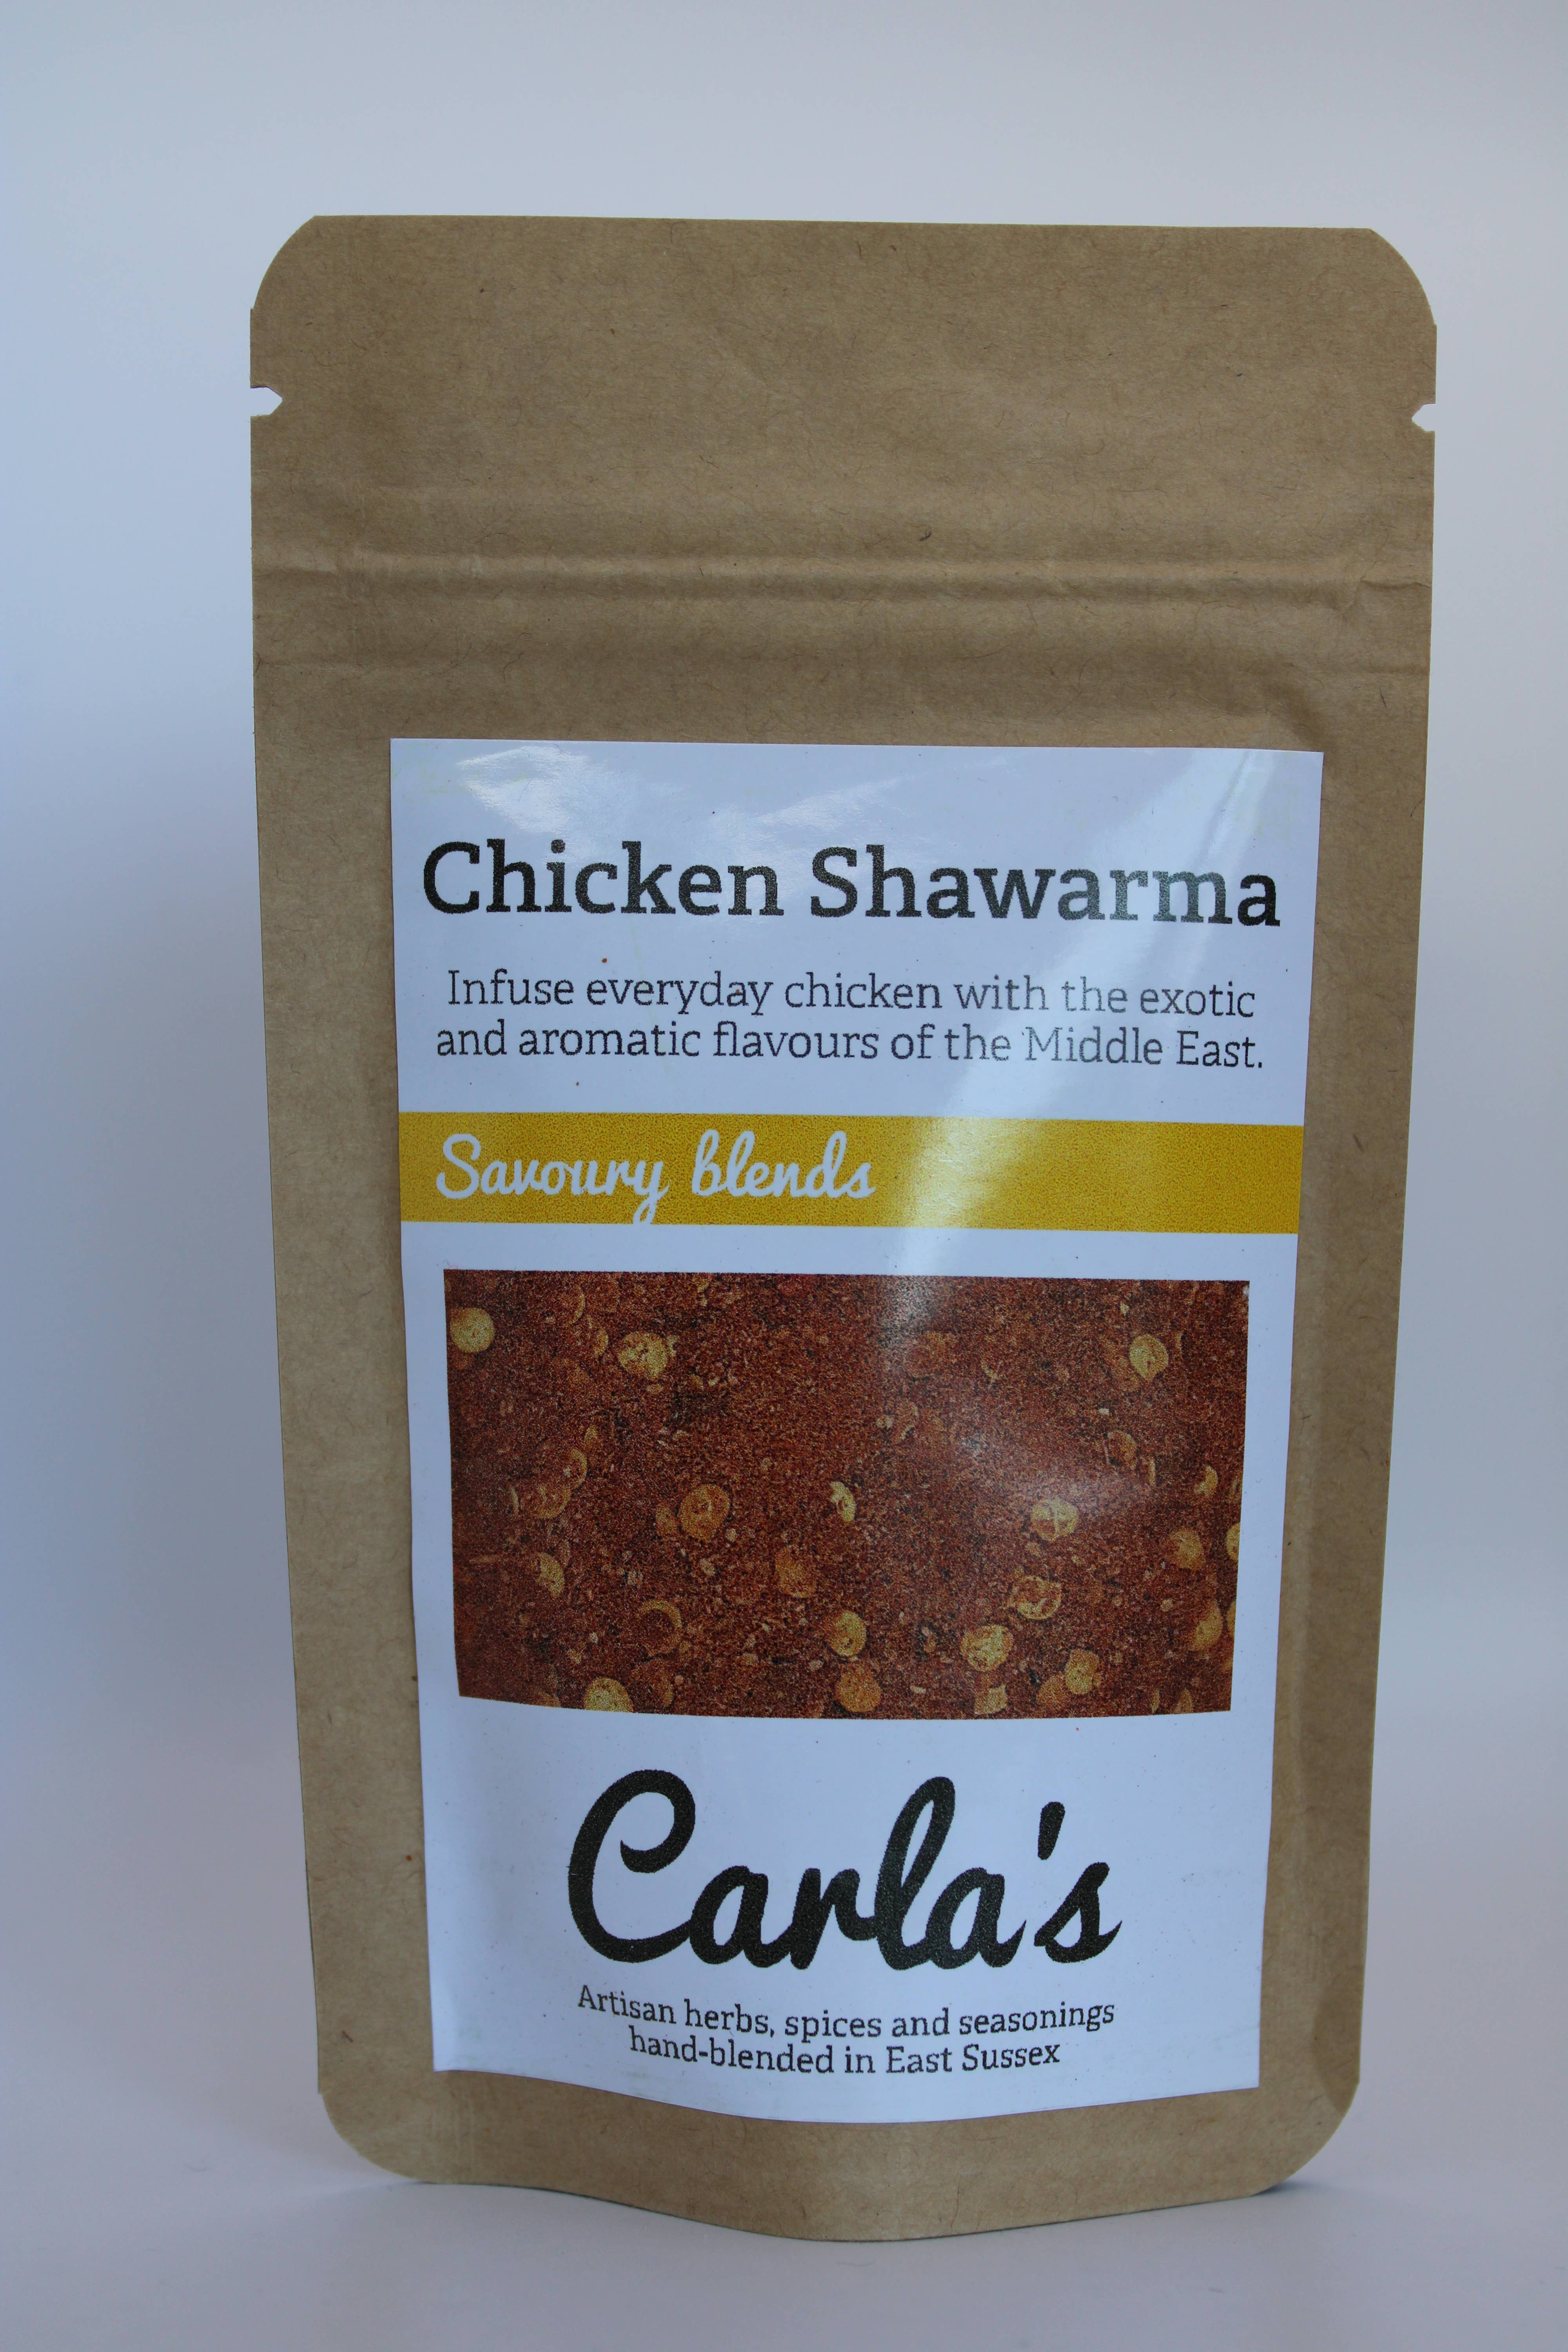 Chicken Shawarma
Infuse everyday chicken with the exotic
and aromatic flavours of the Middle East.
Savoury blends
Carla's
Artisan herbs, spices and seasonings
hand-blended in East Sussex